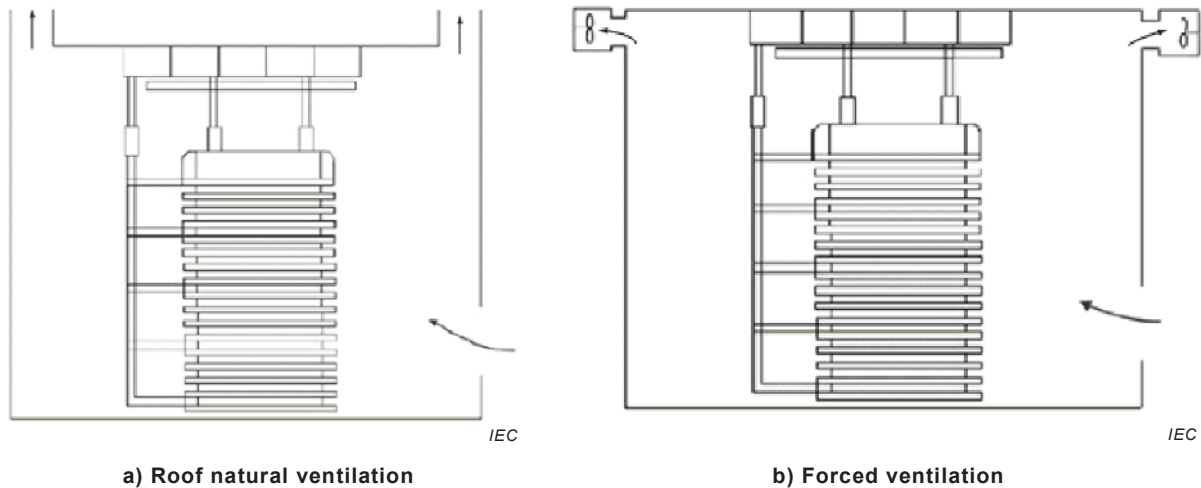 IEC
IEC
a) Roof natural ventilation
b) Forced ventilation